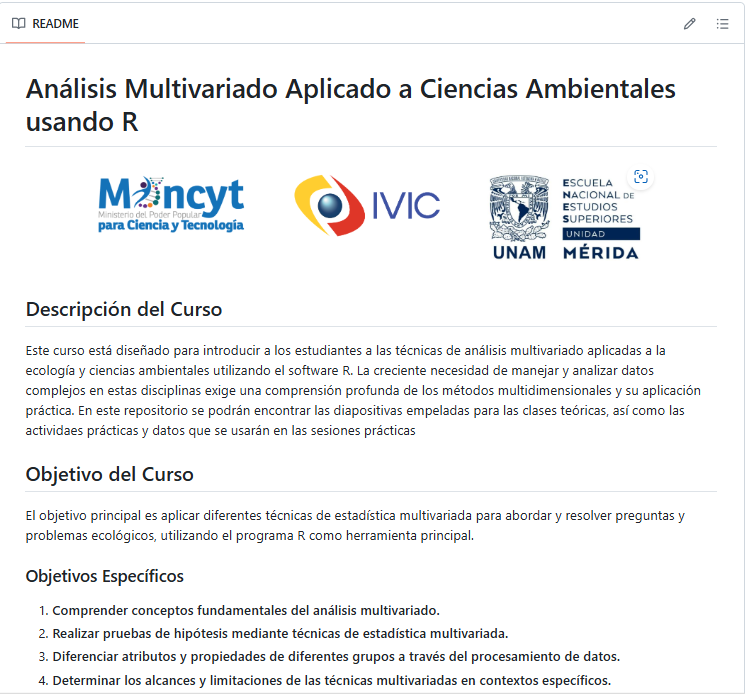 README
Análisis Multivariado Aplicado a Ciencias Ambientales
usando R
Mincyt
Ministerio del Poder Popular
para Ciencia y Tecnología
IVIC
UNAM
ESCUELA
NACIONAL DE
ESTUDIOS
SUPERIORES
UNIDAD
MÉRIDA
Descripción del Curso
Este curso está diseñado para introducir a los estudiantes a las técnicas de análisis multivariado aplicadas a la
ecología y ciencias ambientales utilizando el software R. La creciente necesidad de manejar y analizar datos
complejos en estas disciplinas exige una comprensión profunda de los métodos multidimensionales y su aplicación
práctica. En este repositorio se podrán encontrar las diapositivas empeladas para las clases teóricas, así como las
actividaes prácticas y datos que se usarán en las sesiones prácticas
Objetivo del Curso
El objetivo principal es aplicar diferentes técnicas de estadística multivariada para abordar y resolver preguntas y
problemas ecológicos, utilizando el programa R como herramienta principal.
Objetivos Específicos
1. Comprender conceptos fundamentales del análisis multivariado.
2. Realizar pruebas de hipótesis mediante técnicas de estadística multivariada.
3. Diferenciar atributos y propiedades de diferentes grupos a través del procesamiento de datos.
4. Determinar los alcances y limitaciones de las técnicas multivariadas en contextos específicos.